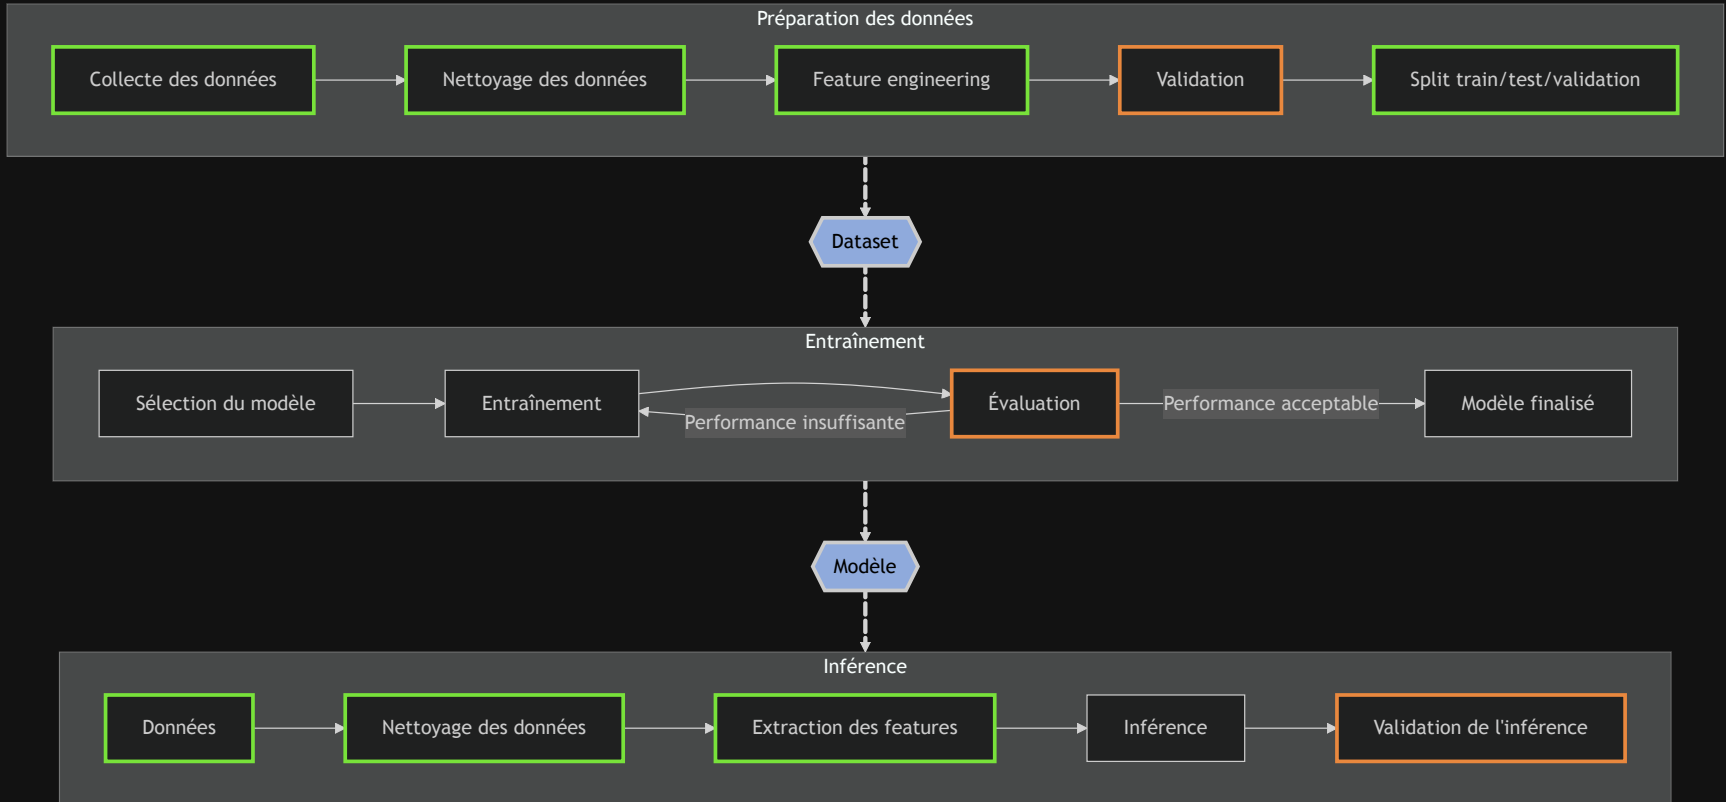 Préparation des données
Collecte des données
Nettoyage des données
Feature engineering
Validation
Split train/test/validation
Dataset
Entraînement
Sélection du modèle
Entraînement
Performance insuffisante
Évaluation
Performance acceptable
Modèle finalisé
Modèle
Inférence
Données
Nettoyage des données
Extraction des features
Inférence
Validation de l'inférence